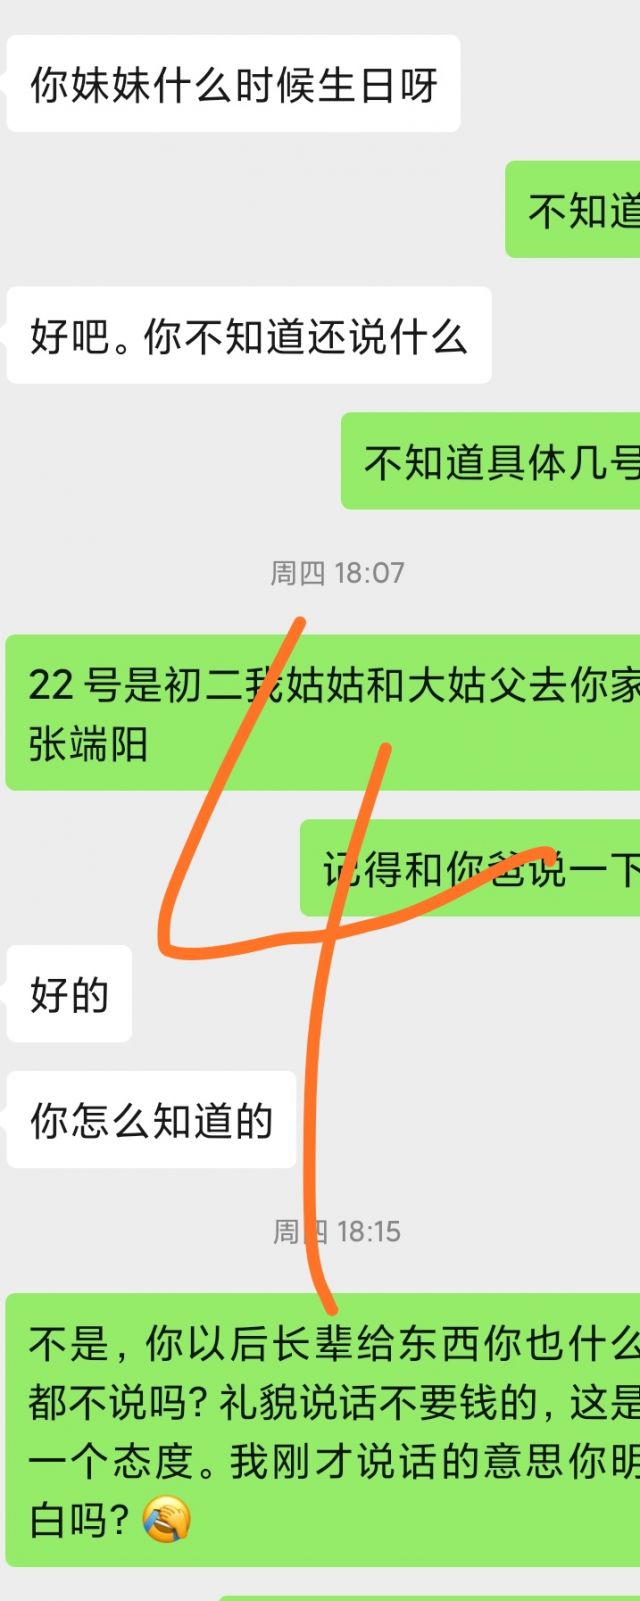 你妹妹什么时候生日呀
不知道
好吧。你不知道还说什么
不知道具体几号
周四 18:07
22 号是初二我姑姑和大姑父去你家
张端阳
记得和你爸说一下
好的
你怎么知道的
周四 18:15
不是，你以后长辈给东西你也什么
都不说吗？礼貌说话不要钱的，这是
一个态度。我刚才说话的意思你明
白吗？🤦
4